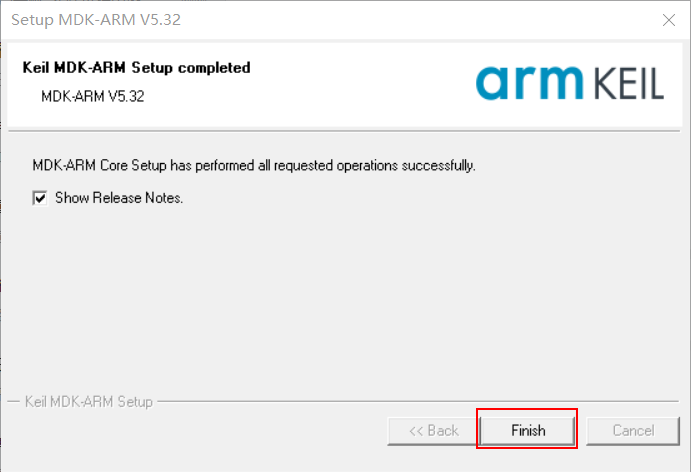 Setup MDK-ARM V5.32
Keil MDK-ARM Setup completed
MDK-ARM V5.32
arm KEIL
MDK-ARM Core Setup has performed all requested operations successfully.
Show Release Notes.
Keil MDK-ARM Setup
<< Back
Finish
Cancel